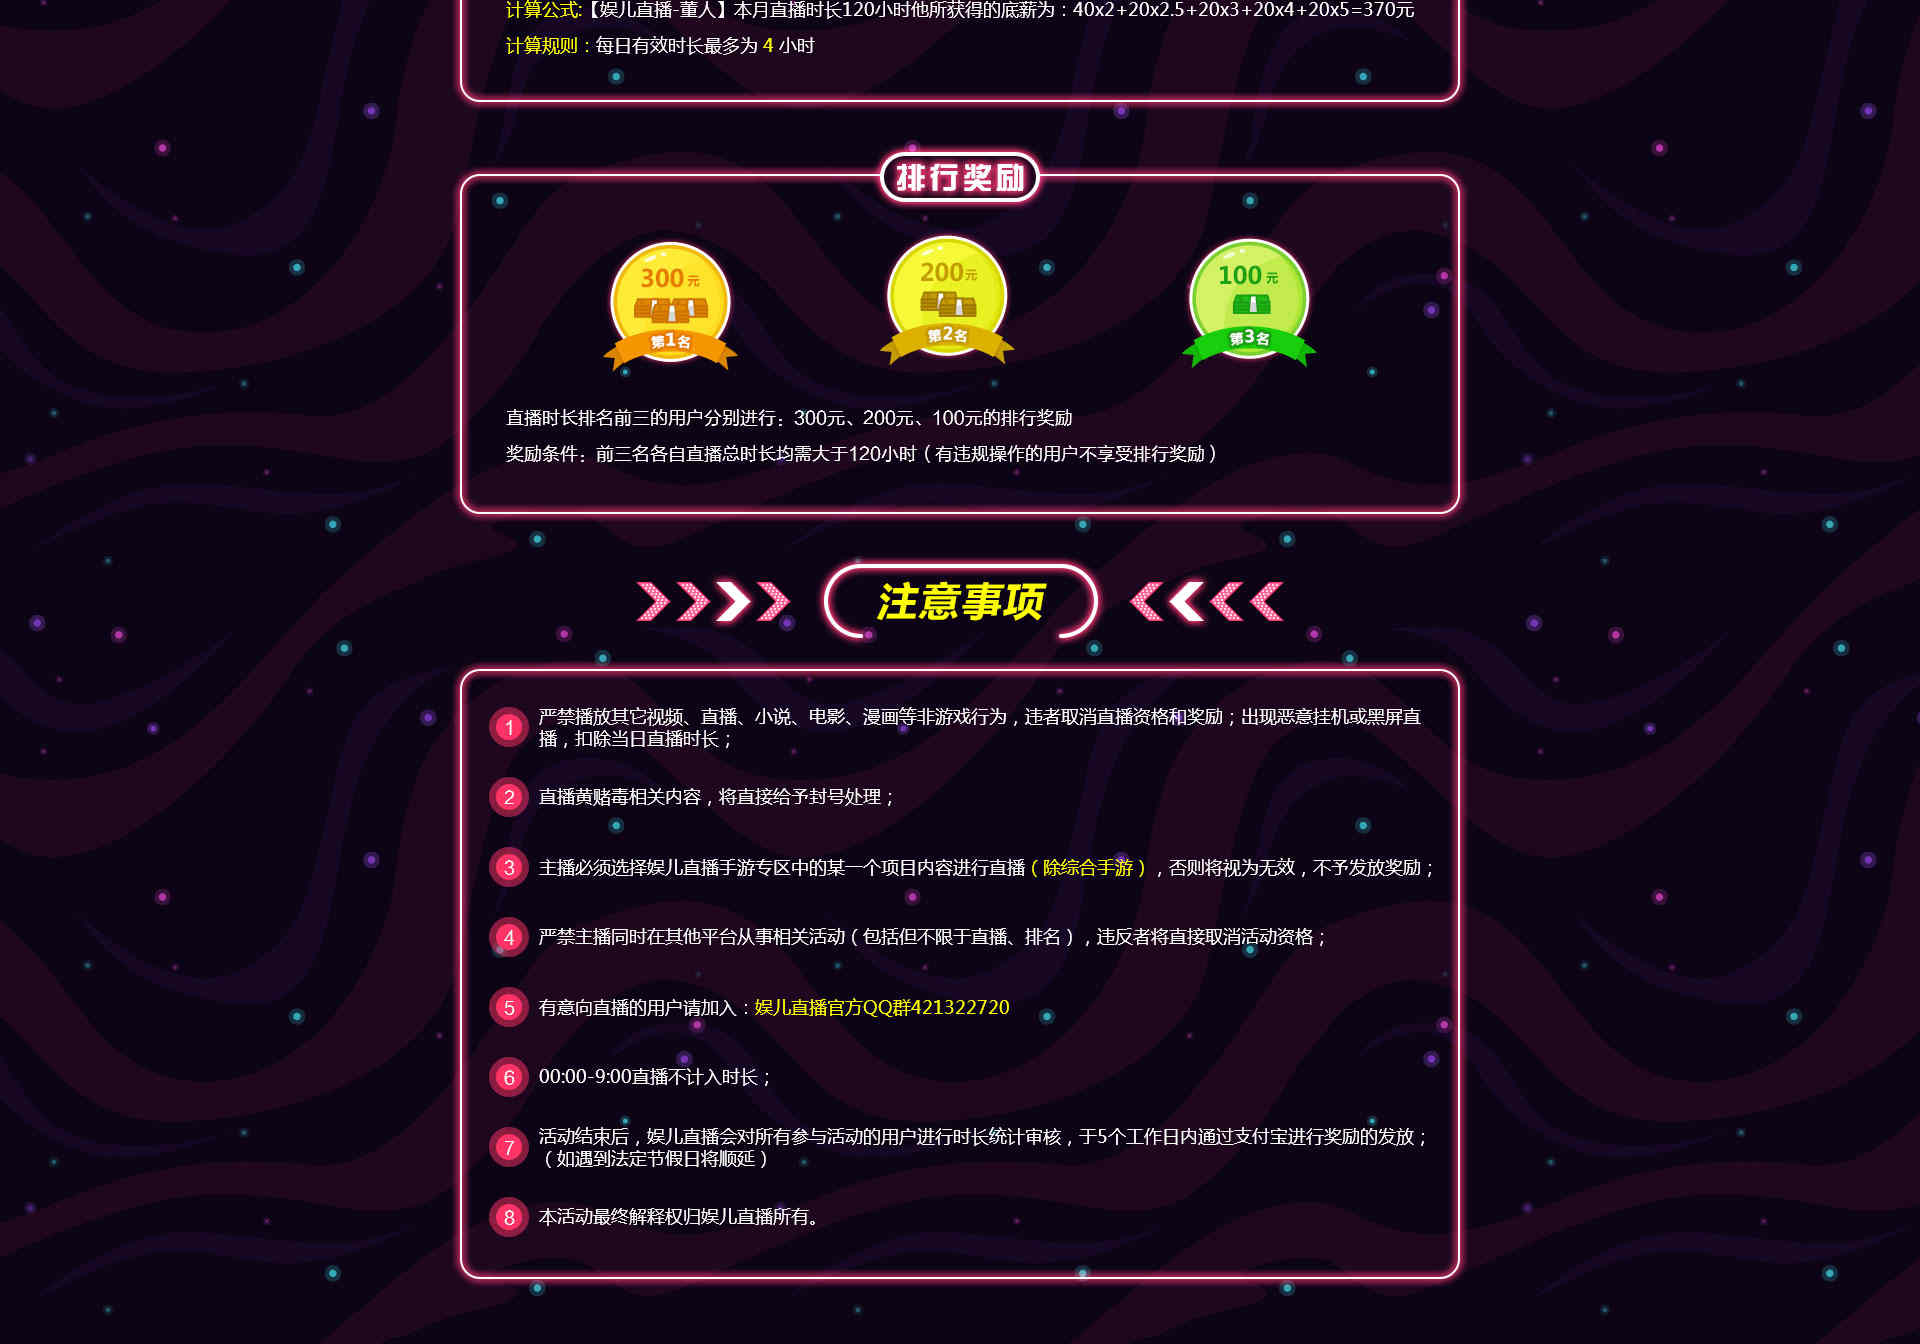 计算公式:【娱儿直播-董人】本月直播时长120小时他所获得的底薪为：40x2+20x2.5+20x3+20x4+20x5=370元
计算规则：每日有效时长最多为 4 小时
排行奖励
300元
200元
100元
第1名
第2名
第3名
直播时长排名前三的用户分别进行：300元、200元、100元的排行奖励
奖励条件：前三名各自直播总时长均需大于120小时（有违规操作的用户不享受排行奖励）
注意事项
1 严禁播放其它视频、直播、小说、电影、漫画等非游戏行为，违者取消直播资格和奖励；出现恶意挂机或黑屏直
播，扣除当日直播时长；
2 直播黄赌毒相关内容，将直接给予封号处理；
3 主播必须选择娱儿直播手游专区中的某一个项目内容进行直播（除综合手游），否则将视为无效，不予发放奖励；
4 严禁主播同时在其他平台从事相关活动（包括但不限于直播、排名），违反者将直接取消活动资格；
5 有意向直播的用户请加入：娱儿直播官方QQ群421322720
6 00:00-9:00直播不计入时长；
7 活动结束后，娱儿直播会对所有参与活动的用户进行时长统计审核，于5个工作日内通过支付宝进行奖励的发放；
（如遇到法定节假日将顺延）
8 本活动最终解释权归娱儿直播所有。